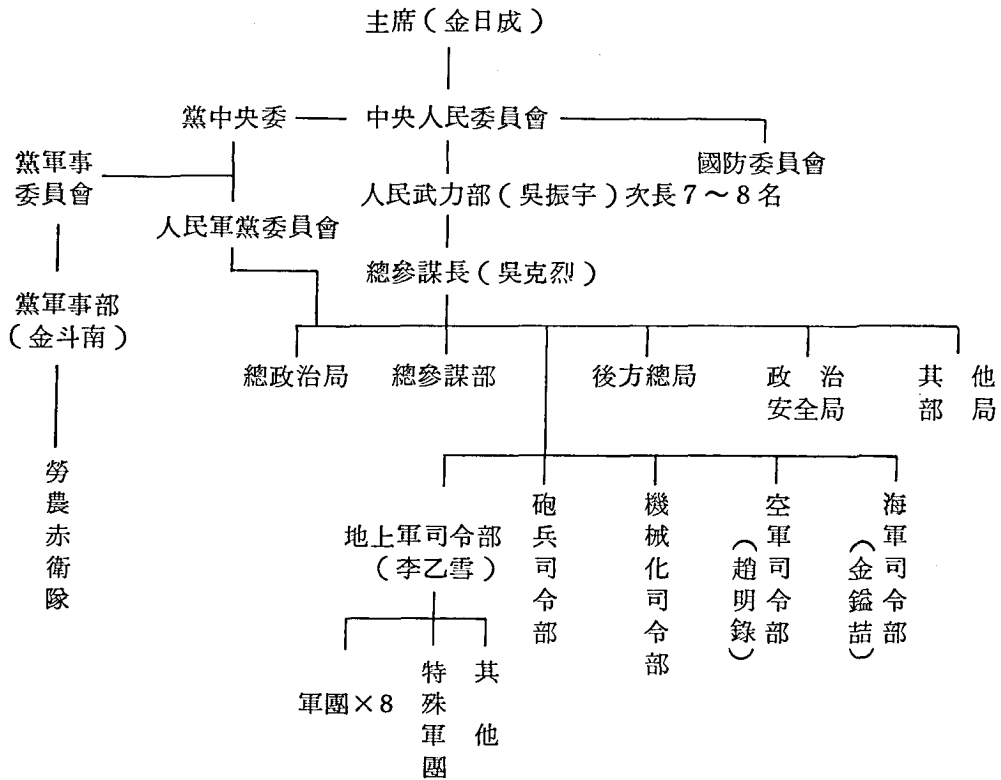 主席(金日成)
黨中央委
中央人民委員會
國防委員會
黨軍事
委員會
人民武力部(吳振宇)次長7～8名
人民軍黨委員會
總參謀長(吳克烈)
黨軍事部
(金斗南)
總政治局
總參謀部
後方總局
政治
安全局
其他
部局
勞農赤衛隊
地上軍司令部
(李乙雪)
砲兵司令部
機械化司令部
空軍司令部
(趙明錄)
海軍司令部
(金鎰喆)
軍團×8
特殊軍團
其他